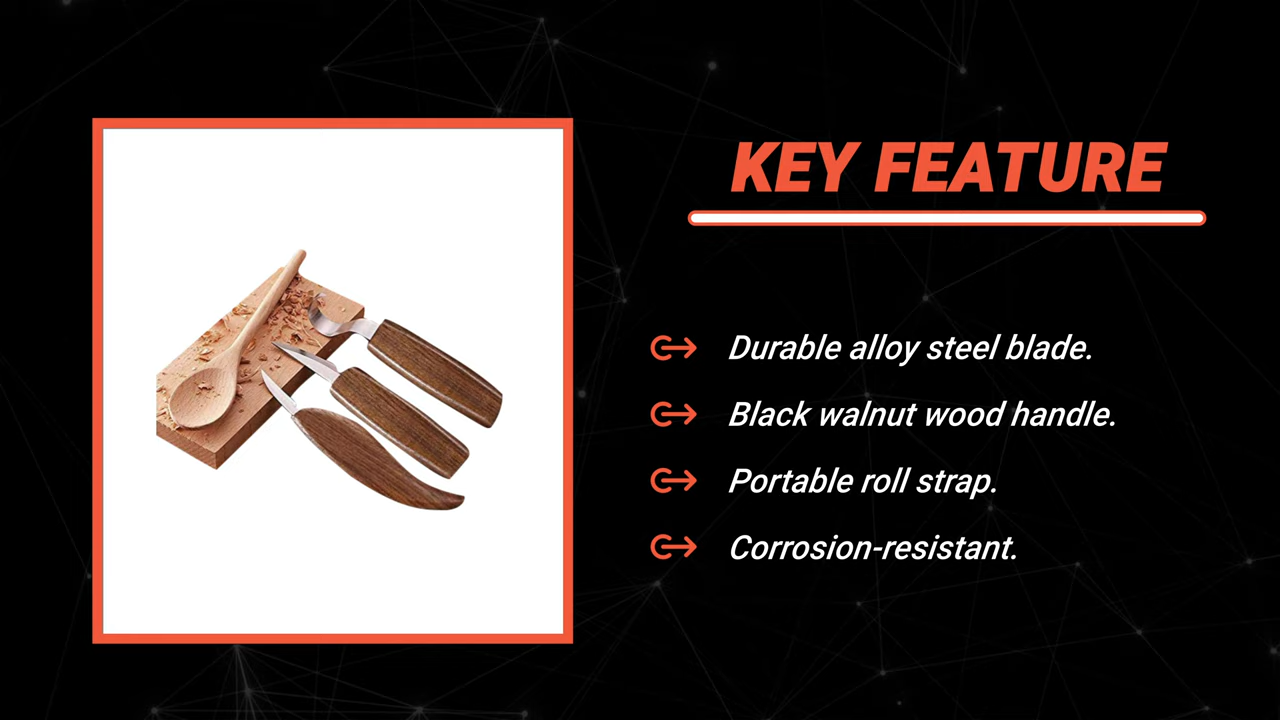 KEY FEATURE
Durable alloy steel blade.
Black walnut wood handle.
Portable roll strap.
Corrosion-resistant.